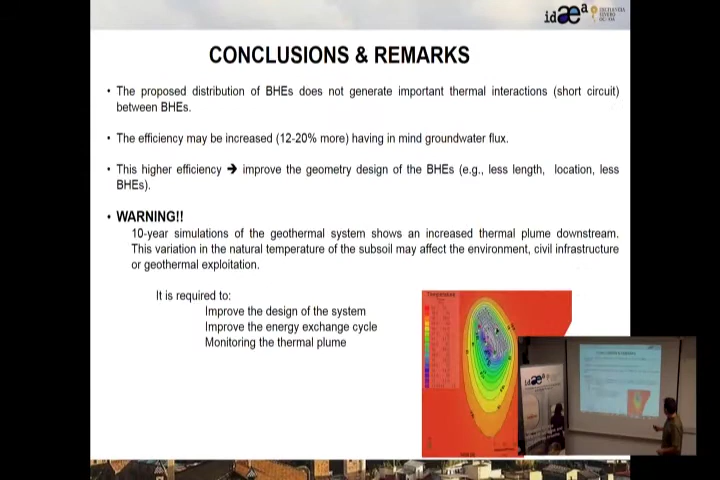 idæa
CONCLUSIONS & REMARKS
• The proposed distribution of BHEs does not generate important thermal interactions (short circuit)
between BHEs.
• The efficiency may be increased (12-20% more) having in mind groundwater flux.
• This higher efficiency ➔ improve the geometry design of the BHEs (e.g., less length, location, less
BHEs).
• WARNING!!
10-year simulations of the geothermal system shows an increased thermal plume downstream.
This variation in the natural temperature of the subsoil may affect the environment, civil infrastructure
or geothermal exploitation.
It is required to:
Improve the design of the system
Improve the energy exchange cycle
Monitoring the thermal plume
Temperature
idæa
CONCLUSIONS & REMARKS